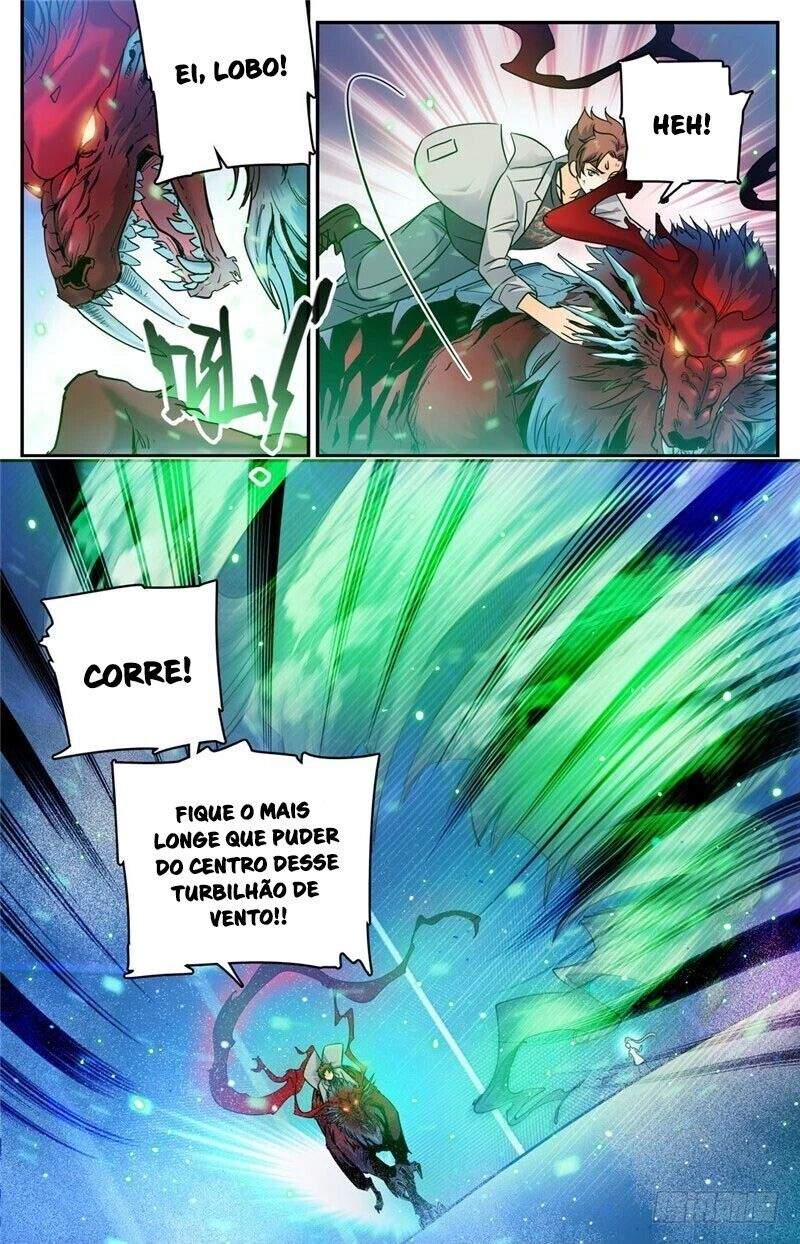 EI, LOBO!
HEH!
CORRE!
FIQUE O MAIS
LONGE QUE PUDER
DO CENTRO DESSE
TURBILHÃO DE
VENTO!!